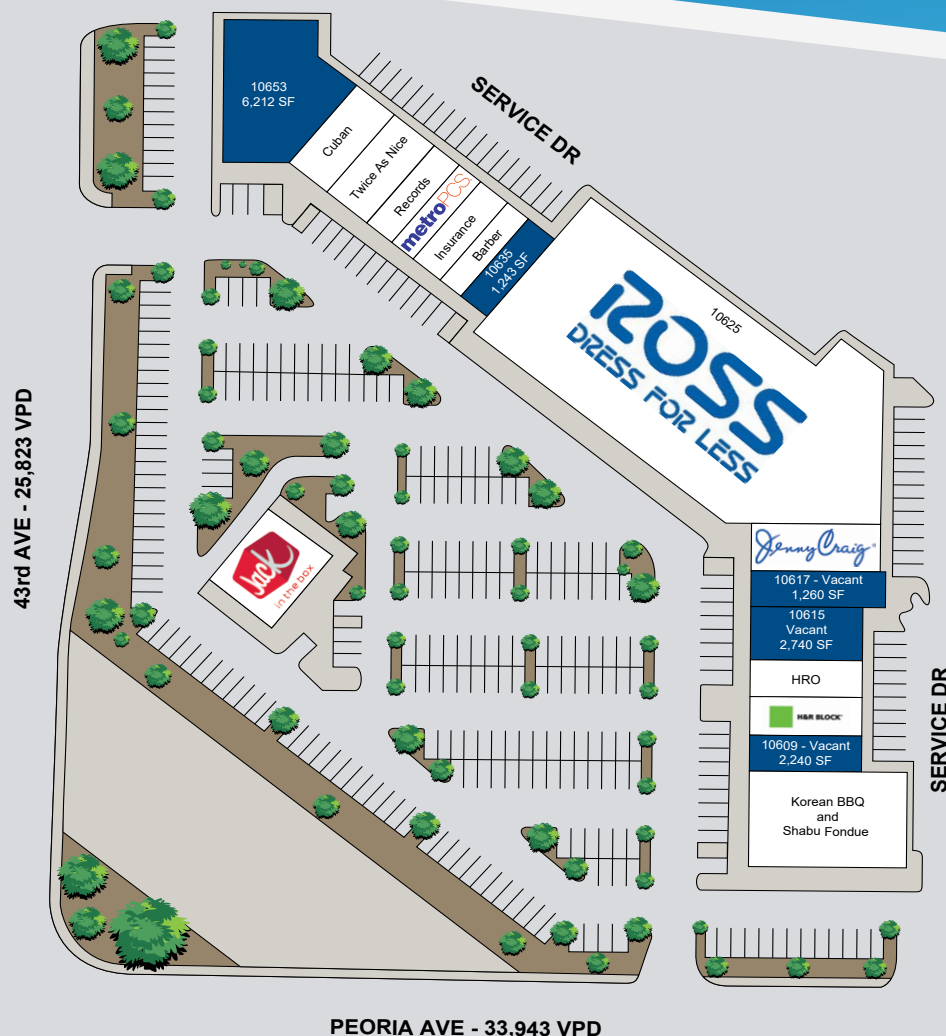 10653
6,212 SF
SERVICE DR
Cuban
Twice As Nice
Records
metroPCS
Insurance
Barber
10635
1,243 SF
10625
ROSS
DRESS FOR LESS
43rd AVE - 25,823 VPD
Jack
in the box
Jenny Craig
10617 - Vacant
1,260 SF
10615
Vacant
2,740 SF
HRO
H&R BLOCK
10609 - Vacant
2,240 SF
SERVICE DR
Korean BBQ
and
Shabu Fondue
PEORIA AVE - 33,943 VPD